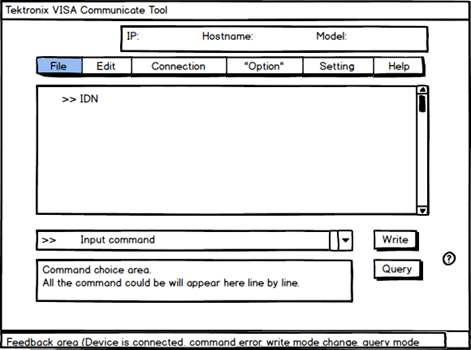 Tektronix VISA Communicate Tool
IP: Hostname: Model:
File Edit Connection "Option" Setting Help
>> IDN
>> Input command
Write
Command choice area.
All the command could be will appear here line by line.
Query
?
Feedback area (Device is connected, command error, write mode change, query mode